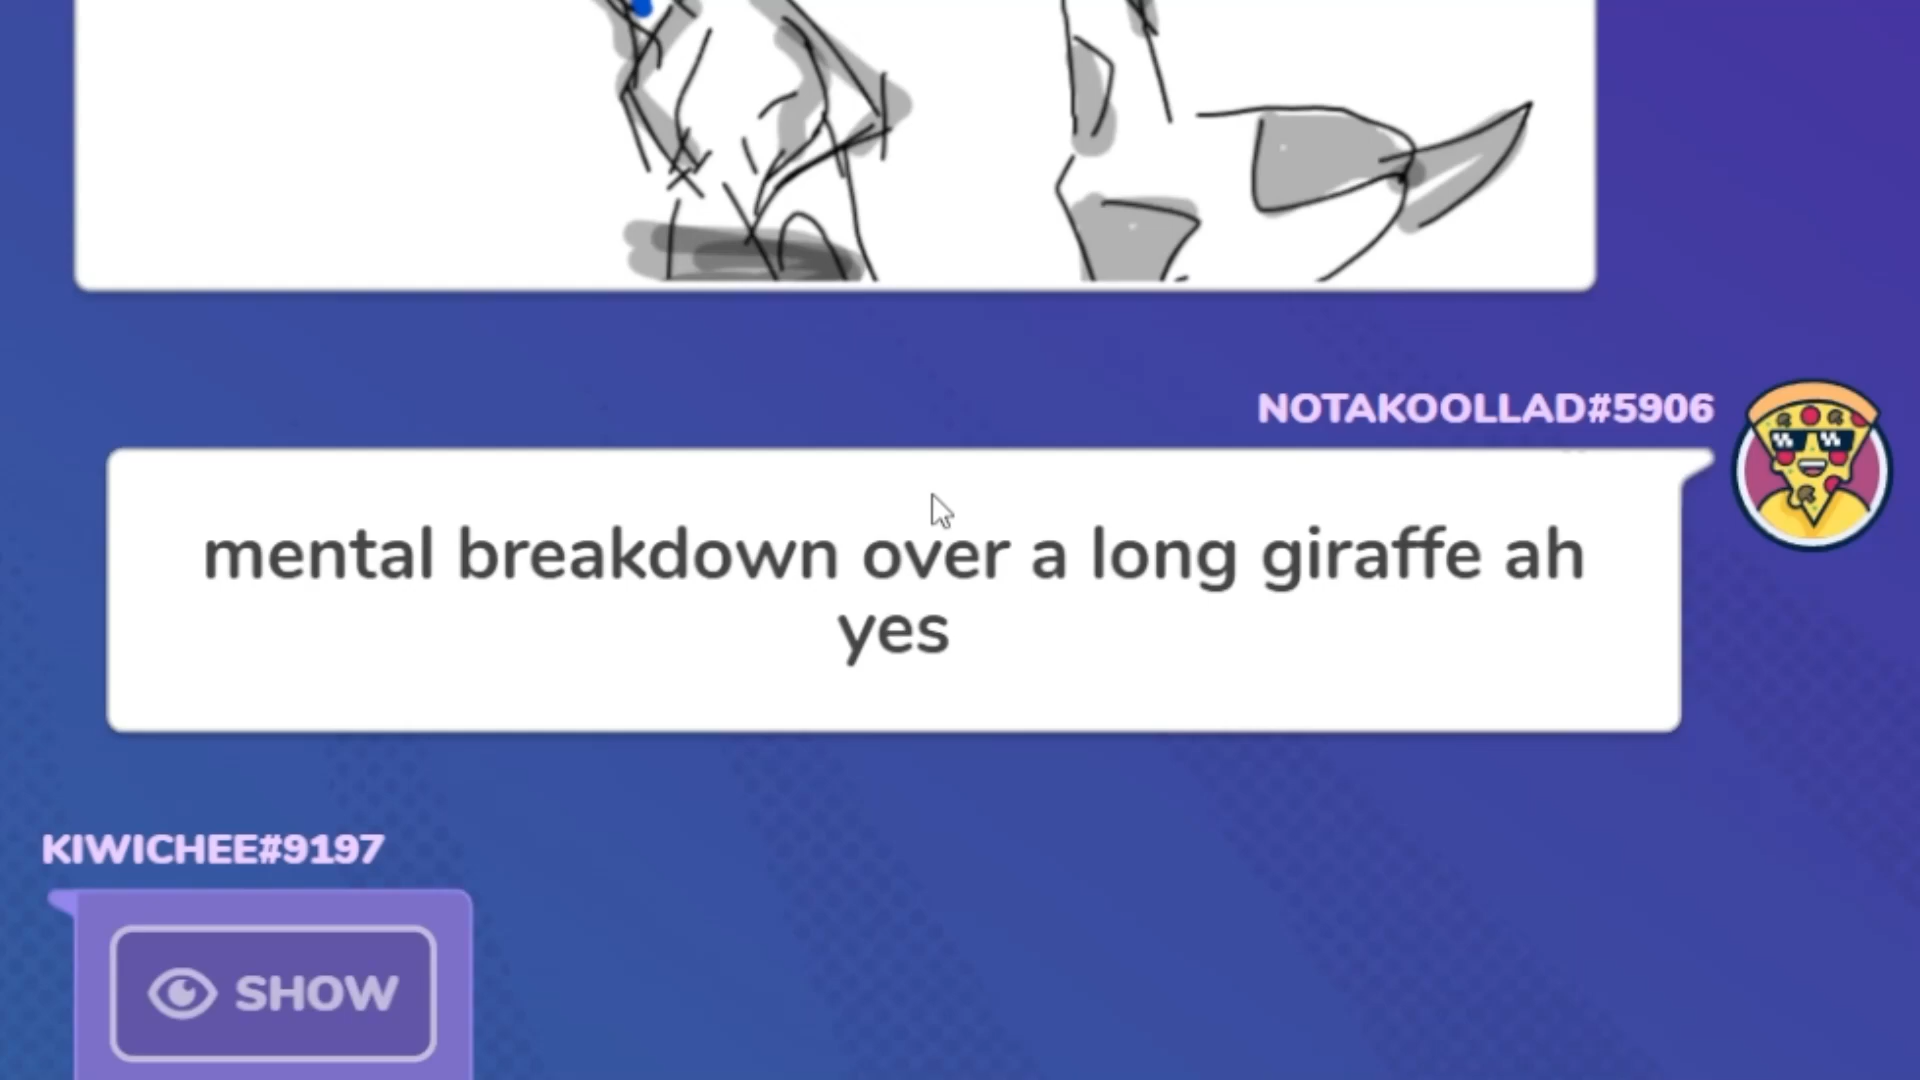 NOTAKOOLLAD#5906
mental breakdown over a long giraffe ah
yes
KIWICHEE#9197
SHOW